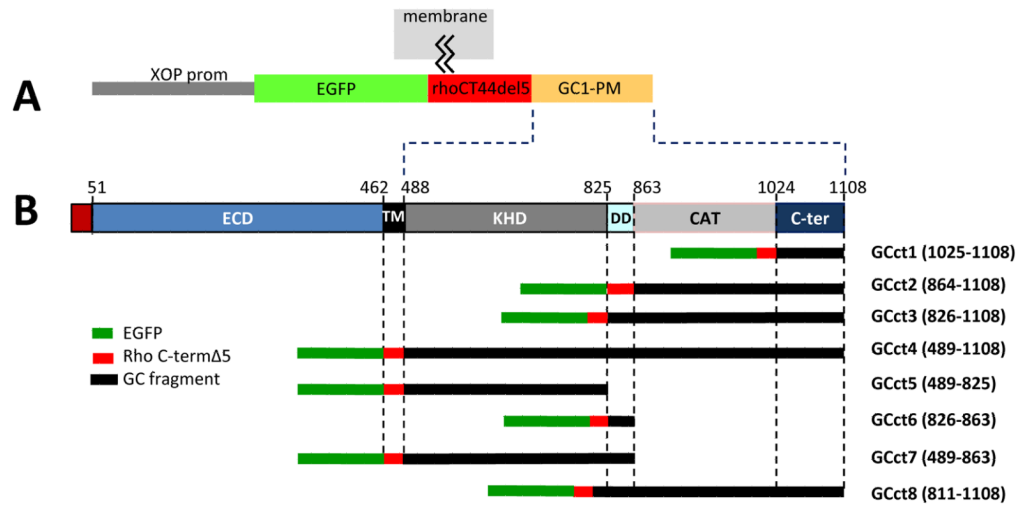 membrane
A
XOP prom
EGFP
rhoCT44del5
GC1-PM
B
51
462
488
825
863
1024
1108
ECD
TM
KHD
DD
CAT
C-ter
GCct1 (1025-1108)
GCct2 (864-1108)
GCct3 (826-1108)
EGFP
Rho C-termΔ5
GC fragment
GCct4 (489-1108)
GCct5 (489-825)
GCct6 (826-863)
GCct7 (489-863)
GCct8 (811-1108)